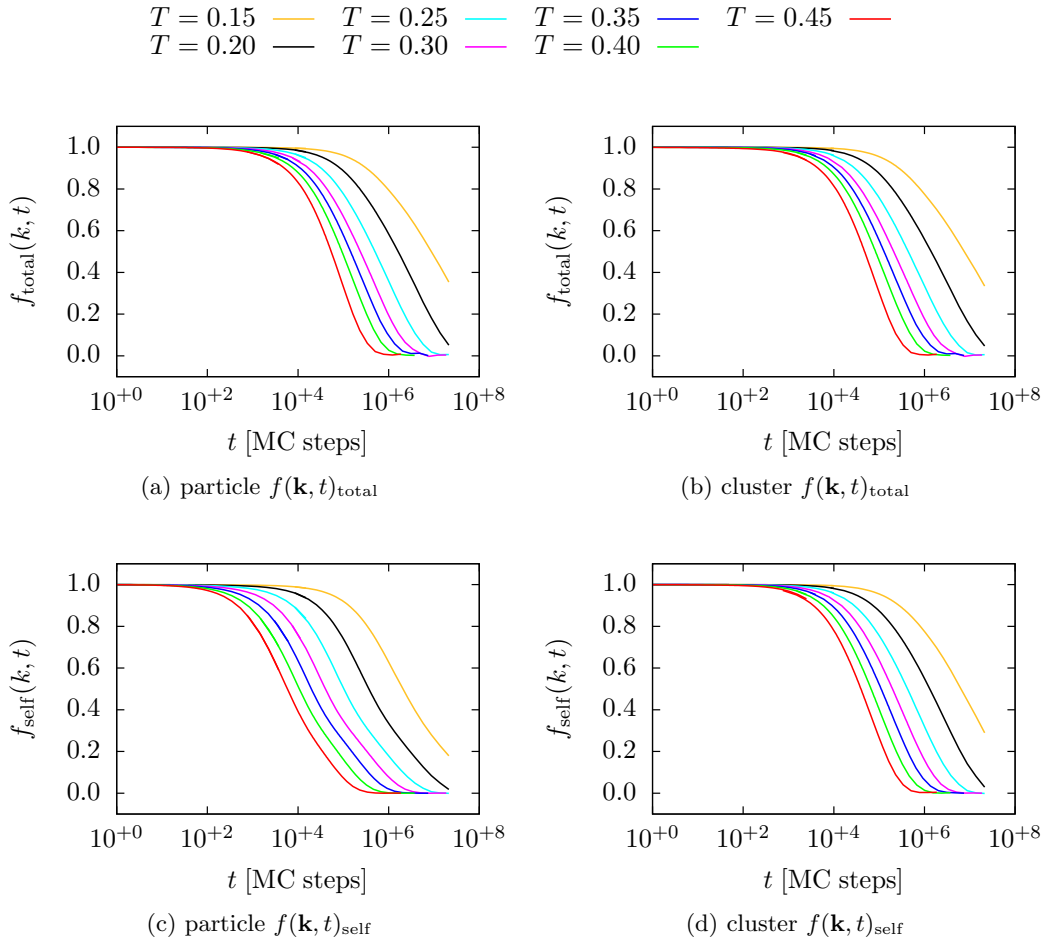 T = 0.15 T = 0.25 T = 0.35 T = 0.45
T = 0.20 T = 0.30 T = 0.40
f_total(k, t)
1.0
0.8
0.6
0.4
0.2
0.0
10^+0 10^+2 10^+4 10^+6 10^+8
t [MC steps]
(a) particle f(k, t)_total
f_total(k, t)
1.0
0.8
0.6
0.4
0.2
0.0
10^+0 10^+2 10^+4 10^+6 10^+8
t [MC steps]
(b) cluster f(k, t)_total
f_self(k, t)
1.0
0.8
0.6
0.4
0.2
0.0
10^+0 10^+2 10^+4 10^+6 10^+8
t [MC steps]
(c) particle f(k, t)_self
f_self(k, t)
1.0
0.8
0.6
0.4
0.2
0.0
10^+0 10^+2 10^+4 10^+6 10^+8
t [MC steps]
(d) cluster f(k, t)_self